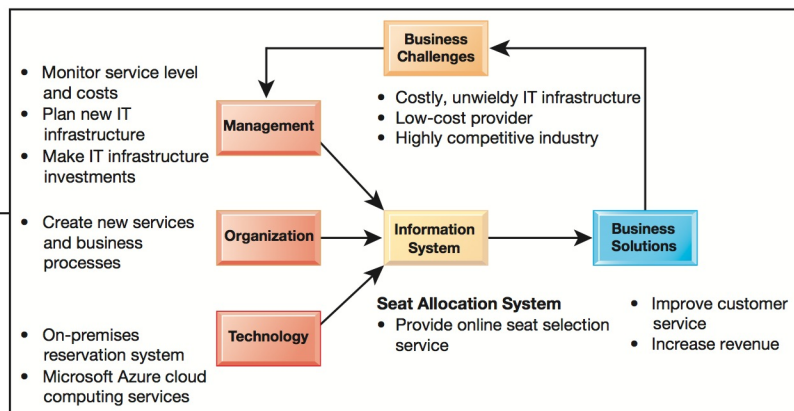 Business
Challenges
• Costly, unwieldy IT infrastructure
• Low-cost provider
• Highly competitive industry
• Monitor service level
and costs
• Plan new IT
infrastructure
• Make IT infrastructure
investments
Management
• Create new services
and business
processes
Organization
Information
System
Business
Solutions
• On-premises
reservation system
• Microsoft Azure cloud
computing services
Technology
Seat Allocation System
• Provide online seat selection
service
• Improve customer
service
• Increase revenue